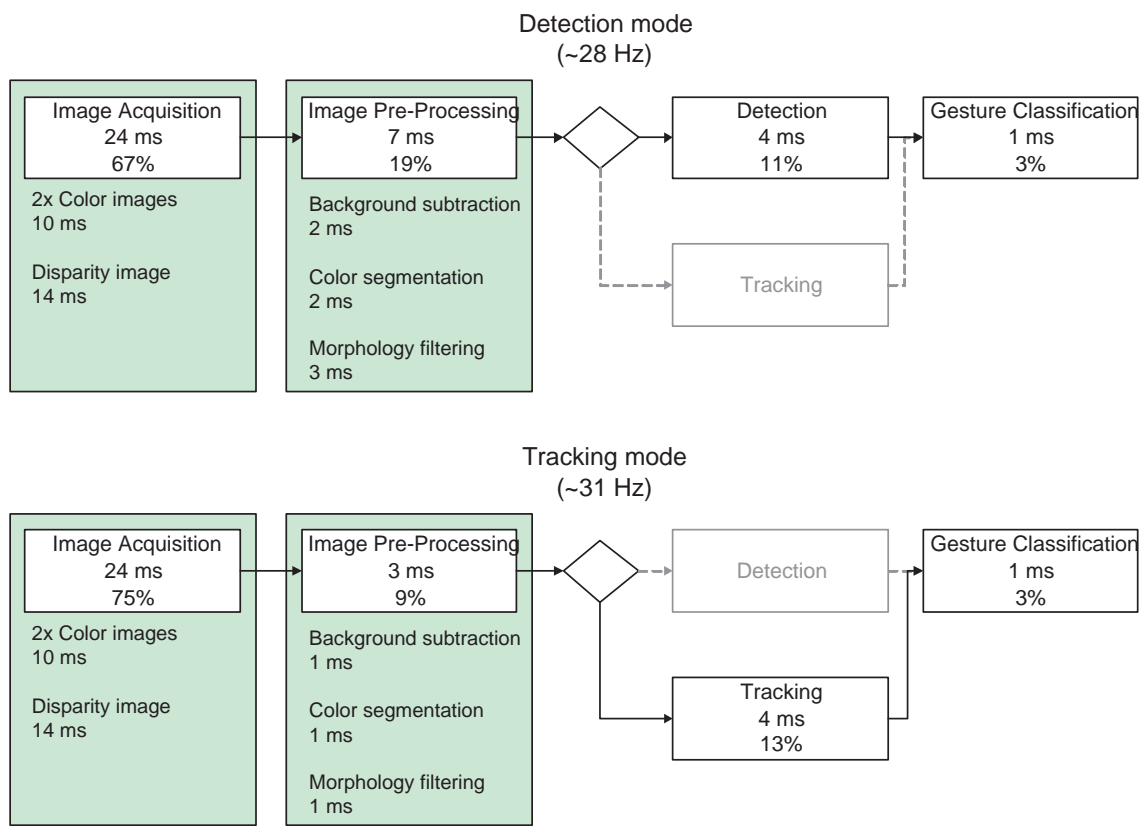 Detection mode
(~28 Hz)
Image Acquisition
24 ms
67%
2x Color images
10 ms
Disparity image
14 ms
Image Pre-Processing
7 ms
19%
Background subtraction
2 ms
Color segmentation
2 ms
Morphology filtering
3 ms
Detection
4 ms
11%
Tracking
Gesture Classification
1 ms
3%
Tracking mode
(~31 Hz)
Image Acquisition
24 ms
75%
2x Color images
10 ms
Disparity image
14 ms
Image Pre-Processing
3 ms
9%
Background subtraction
1 ms
Color segmentation
1 ms
Morphology filtering
1 ms
Detection
Tracking
4 ms
13%
Gesture Classification
1 ms
3%